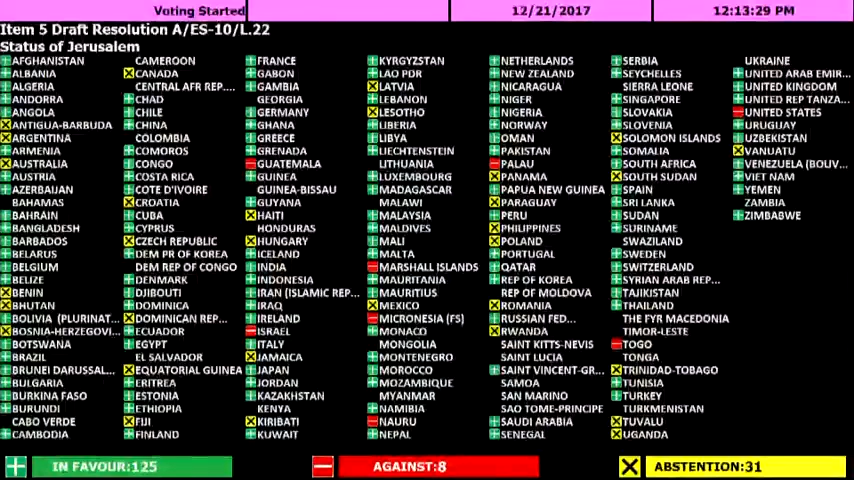 Voting Started 12/21/2017 12:13:29 PM
Item 5 Draft Resolution A/ES-10/L.22
Status of Jerusalem
AFGHANISTAN
ALBANIA
ALGERIA
ANDORRA
ANGOLA
ANTIGUA-BARBUDA
ARGENTINA
ARMENIA
AUSTRALIA
AUSTRIA
AZERBAIJAN
BAHAMAS
BAHRAIN
BANGLADESH
BARBADOS
BELARUS
BELGIUM
BELIZE
BENIN
BHUTAN
BOLIVIA (PLURINAT...
BOSNIA-HERZEGOVI...
BOTSWANA
BRAZIL
BRUNEI DARUSSAL...
BULGARIA
BURKINA FASO
BURUNDI
CABO VERDE
CAMBODIA
CAMEROON
CANADA
CENTRAL AFR REP....
CHAD
CHILE
CHINA
COLOMBIA
COMOROS
CONGO
COSTA RICA
COTE D'IVOIRE
CROATIA
CUBA
CYPRUS
CZECH REPUBLIC
DEM PR OF KOREA
DEM REP OF CONGO
DENMARK
DJIBOUTI
DOMINICA
DOMINICAN REP...
ECUADOR
EGYPT
EL SALVADOR
EQUATORIAL GUINEA
ERITREA
ESTONIA
ETHIOPIA
FIJI
FINLAND
FRANCE
GABON
GAMBIA
GEORGIA
GERMANY
GHANA
GREECE
GRENADA
GUATEMALA
GUINEA
GUINEA-BISSAU
GUYANA
HAITI
HONDURAS
HUNGARY
ICELAND
INDIA
INDONESIA
IRAN (ISLAMIC REP...
IRAQ
IRELAND
ISRAEL
ITALY
JAMAICA
JAPAN
JORDAN
KAZAKHSTAN
KENYA
KIRIBATI
KUWAIT
KYRGYZSTAN
LAO PDR
LATVIA
LEBANON
LESOTHO
LIBERIA
LIBYA
LIECHTENSTEIN
LITHUANIA
LUXEMBOURG
MADAGASCAR
MALAWI
MALAYSIA
MALDIVES
MALI
MALTA
MARSHALL ISLANDS
MAURITANIA
MAURITIUS
MEXICO
MICRONESIA (FS)
MONACO
MONGOLIA
MONTENEGRO
MOROCCO
MOZAMBIQUE
MYANMAR
NAMIBIA
NAURU
NEPAL
NETHERLANDS
NEW ZEALAND
NICARAGUA
NIGER
NIGERIA
NORWAY
OMAN
PAKISTAN
PALAU
PANAMA
PAPUA NEW GUINEA
PARAGUAY
PERU
PHILIPPINES
POLAND
PORTUGAL
QATAR
REP OF KOREA
REP OF MOLDOVA
ROMANIA
RUSSIAN FED...
RWANDA
SAINT KITTS-NEVIS
SAINT LUCIA
SAINT VINCENT-GR...
SAMOA
SAN MARINO
SAO TOME-PRINCIPE
SAUDI ARABIA
SENEGAL
SERBIA
SEYCHELLES
SIERRA LEONE
SINGAPORE
SLOVAKIA
SLOVENIA
SOLOMON ISLANDS
SOMALIA
SOUTH AFRICA
SOUTH SUDAN
SPAIN
SRI LANKA
SUDAN
SURINAME
SWAZILAND
SWEDEN
SWITZERLAND
SYRIAN ARAB REP...
TAJIKISTAN
THAILAND
THE FYR MACEDONIA
TIMOR-LESTE
TOGO
TONGA
TRINIDAD-TOBAGO
TUNISIA
TURKEY
TURKMENISTAN
TUVALU
UGANDA
UKRAINE
UNITED ARAB EMIR...
UNITED KINGDOM
UNITED REP TANZA...
UNITED STATES
URUGUAY
UZBEKISTAN
VANUATU
VENEZUELA (BOUV...
VIET NAM
YEMEN
ZAMBIA
ZIMBABWE
IN FAVOUR:125 AGAINST:8 ABSTENTION:31